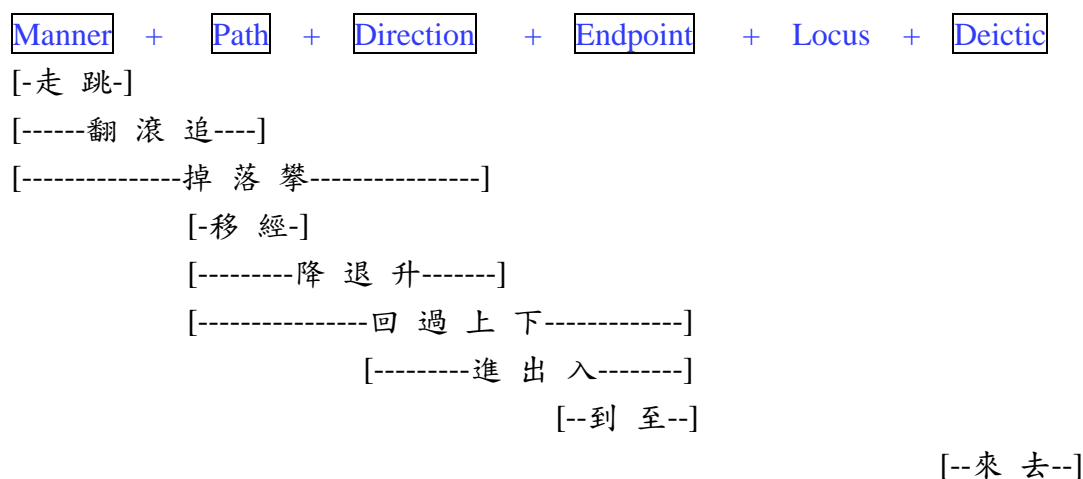 Manner + Path + Direction + Endpoint + Locus + Deictic
[-走 跳-]
[------翻 滾 追----]
[---------------掉 落 攀----------------]
[-移 經-]
[---------降 退 升-------]
[----------------回 過 上 下-------------]
[---------進 出 入--------]
[--到 至--]
[--來 去--]